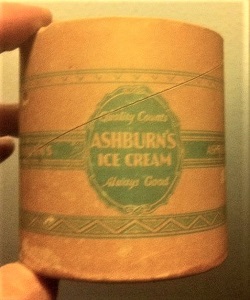 Quality Counts
ASHBURN'S
ICE CREAM
Always Good